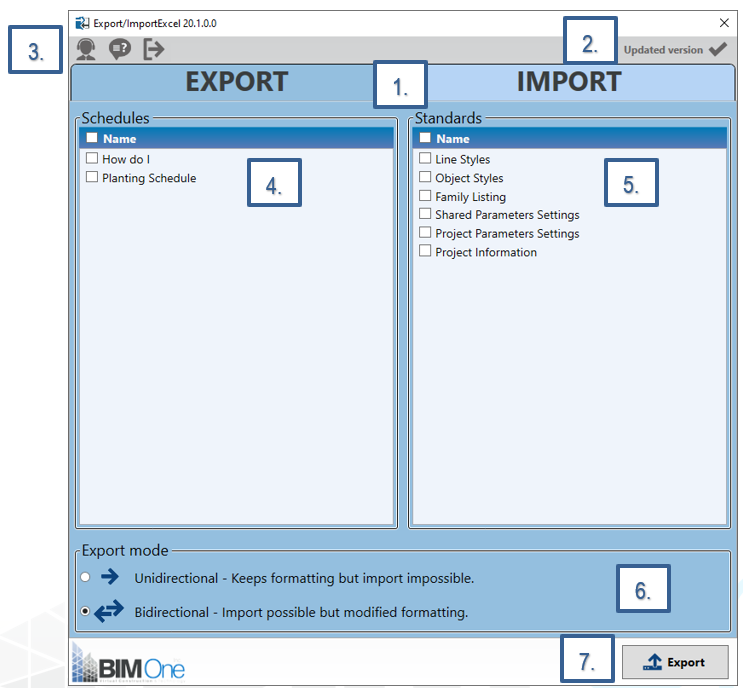 Export/ImportExcel 20.1.0.0
3.
2.
Updated version
EXPORT
1.
IMPORT
Schedules
Name
How do I
Planting Schedule
4.
Standards
Name
Line Styles
Object Styles
Family Listing
Shared Parameters Settings
Project Parameters Settings
Project Information
5.
Export mode
Unidirectional - Keeps formatting but import impossible.
Bidirectional - Import possible but modified formatting.
6.
BIM One
7.
Export